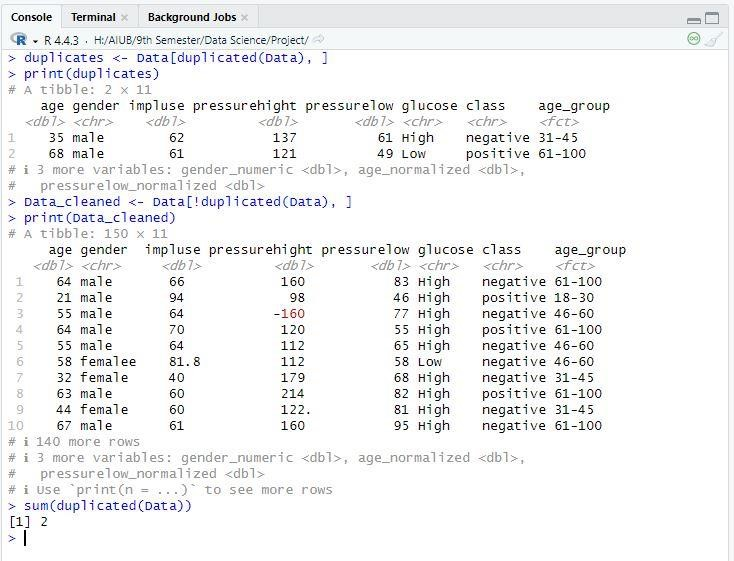 Console Terminal × Background Jobs ×
R 4.4.3 · H:/AIUB/9th Semester/Data Science/Project/
> duplicates <- Data[duplicated(Data), ]
> print(duplicates)
# A tibble: 2 × 11
age gender impluse pressurehight pressurelow glucose class age_group
<dbl> <chr> <dbl> <dbl> <dbl> <chr> <chr> <fct>
1 35 male 62 137 61 High negative 31-45
2 68 male 61 121 49 Low positive 61-100
# ℹ 3 more variables: gender_numeric <dbl>, age_normalized <dbl>,
# pressurelow_normalized <dbl>
> Data_cleaned <- Data[!duplicated(Data), ]
> print(Data_cleaned)
# A tibble: 150 × 11
age gender impluse pressurehight pressurelow glucose class age_group
<dbl> <chr> <dbl> <dbl> <dbl> <chr> <chr> <fct>
1 64 male 66 160 83 High negative 61-100
2 21 male 94 98 46 High positive 18-30
3 55 male 64 -160 77 High negative 46-60
4 64 male 70 120 55 High positive 61-100
5 55 male 64 112 65 High negative 46-60
6 58 femalee 81.8 112 58 Low negative 46-60
7 32 female 40 179 68 High negative 31-45
8 63 male 60 214 82 High positive 61-100
9 44 female 60 122. 81 High negative 31-45
10 67 male 61 160 95 High negative 61-100
# ℹ 140 more rows
# ℹ 3 more variables: gender_numeric <dbl>, age_normalized <dbl>,
# pressurelow_normalized <dbl>
# ℹ Use `print(n = ...)` to see more rows
> sum(duplicated(Data))
[1] 2
>